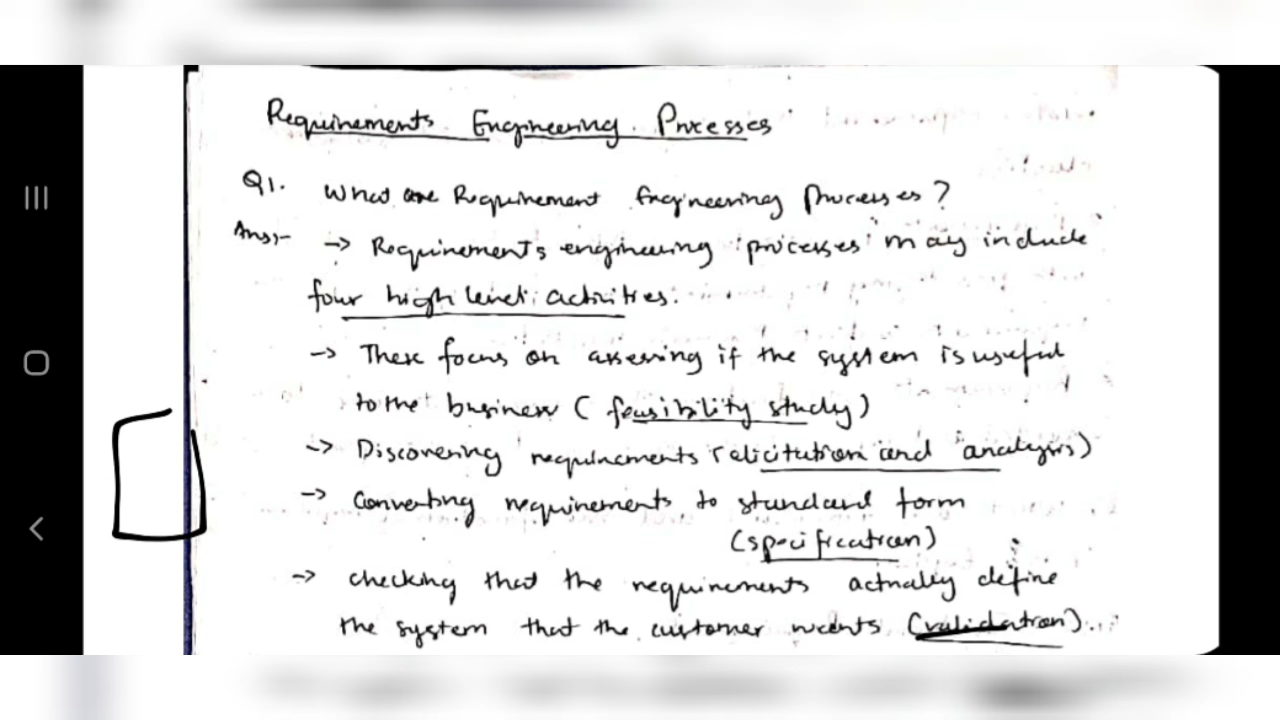 Requirements Engineering Processes
Q1. What are Requirement Engineering Processes?
Ans:- → Requirements engineering 'processes' may include
four high level activities.
→ These focus on assessing if the system is useful
to the business (feasibility study)
→ Discovering requirements (elicitution and analysis)
→ Converting requirements to standard form
(specification)
→ checking that the requirements actually define
the system that the customer wants (validation).